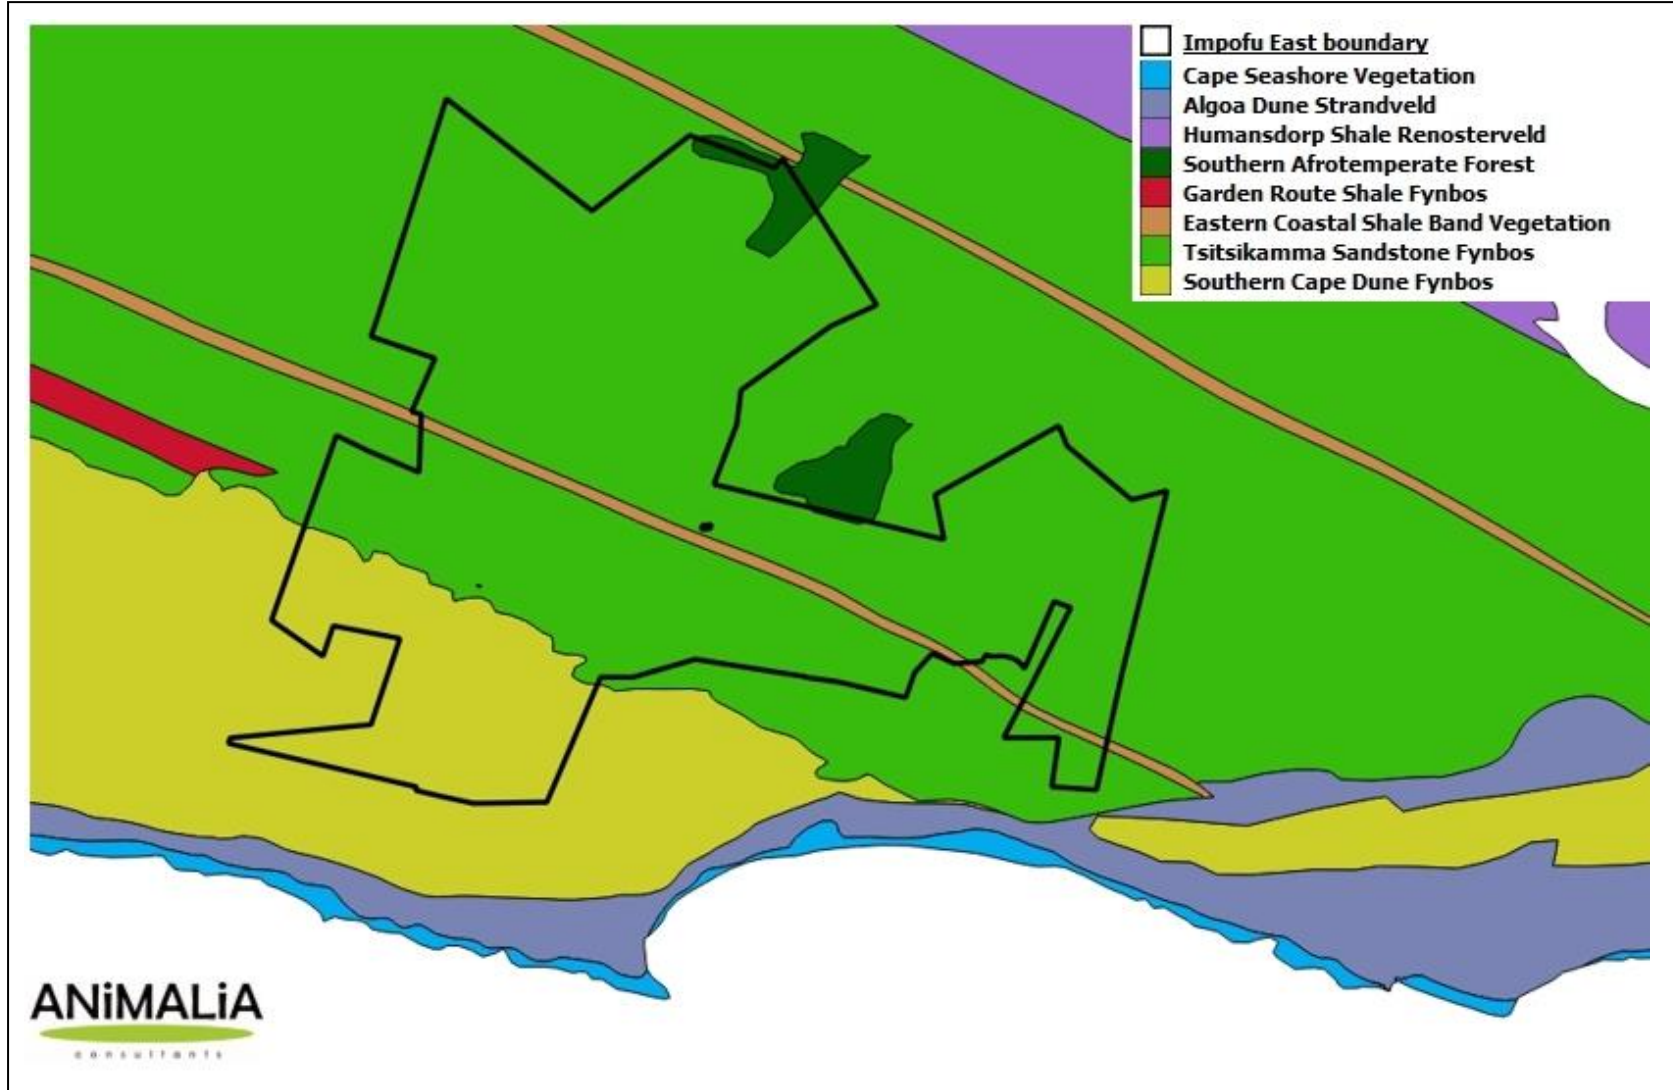 Impofu East boundary
Cape Seashore Vegetation
Algoa Dune Strandveld
Humansdorp Shale Renosterveld
Southern Afrotemperate Forest
Garden Route Shale Fynbos
Eastern Coastal Shale Band Vegetation
Tsitsikamma Sandstone Fynbos
Southern Cape Dune Fynbos
ANiMALiA
consultants